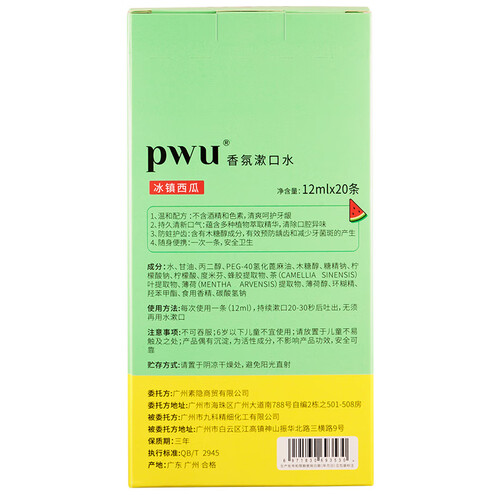 pwu®香氛漱口水
冰镇西瓜
净含量:12mlx20条
1、温和配方:不含酒精和色素,清爽呵护牙龈
2、持久清新口气:蕴含多种植物萃取精华,清除口腔异味
3、防蛀护齿:含有木糖醇成分,有效预防龋齿和减少牙菌斑的产生
4、随身便携:一次一条,安全卫生
成分:水、甘油、丙二醇、PEG-40氢化蓖麻油、木糖醇、糖精钠、柠
檬酸钠、柠檬酸、度米芬、蜂胶提取物、茶(CAMELLIA SINENSIS)
叶提取物、薄荷(MENTHA ARVENSIS)提取物、薄荷醇、环糊精、
羟苯甲酯、食用香精、碳酸氢钠
使用方法:每次使用一条(12ml),持续漱口20-30秒后吐出,无须
再用水漱口
注意事项:不可吞服;6岁以下儿童不宜使用;请放置于儿童不易
触及之处;产品偶有沉淀,为活性成分,不影响产品功效,安全可
靠
贮存方式:请置于阴凉干燥处,避免阳光直射
委托方:广州素隐商贸有限公司
委托方地址:广州市海珠区广州大道南788号自编2栋之501-508房
被委托方:广州市九科精细化工有限公司
被委托方地址:广州市白云区江高镇神山振华北路三横路9号
保质期:三年
执行标准:QB/T 2945
产地:广东 广州 合格